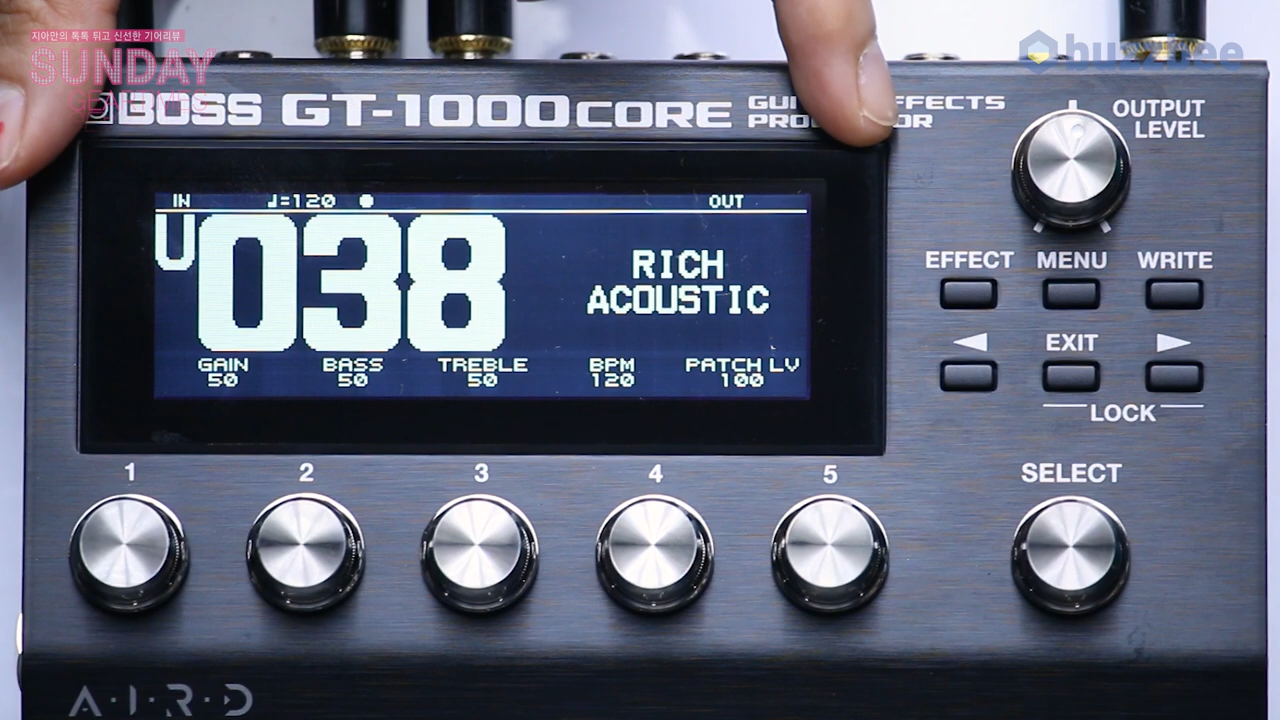 지아만의 톡톡 튀고 신선한 기어리뷰
SUNDAY
buzzbee
BOSS GT-1000CORE
OUTPUT
LEVEL
IN ♩=120 OUT
U038
RICH
ACOUSTIC
GAIN BASS TREBLE BPM PATCH LV
50 50 50 120 100
EFFECT MENU WRITE
EXIT
LOCK
1 2 3 4 5 SELECT
A·I·R·D